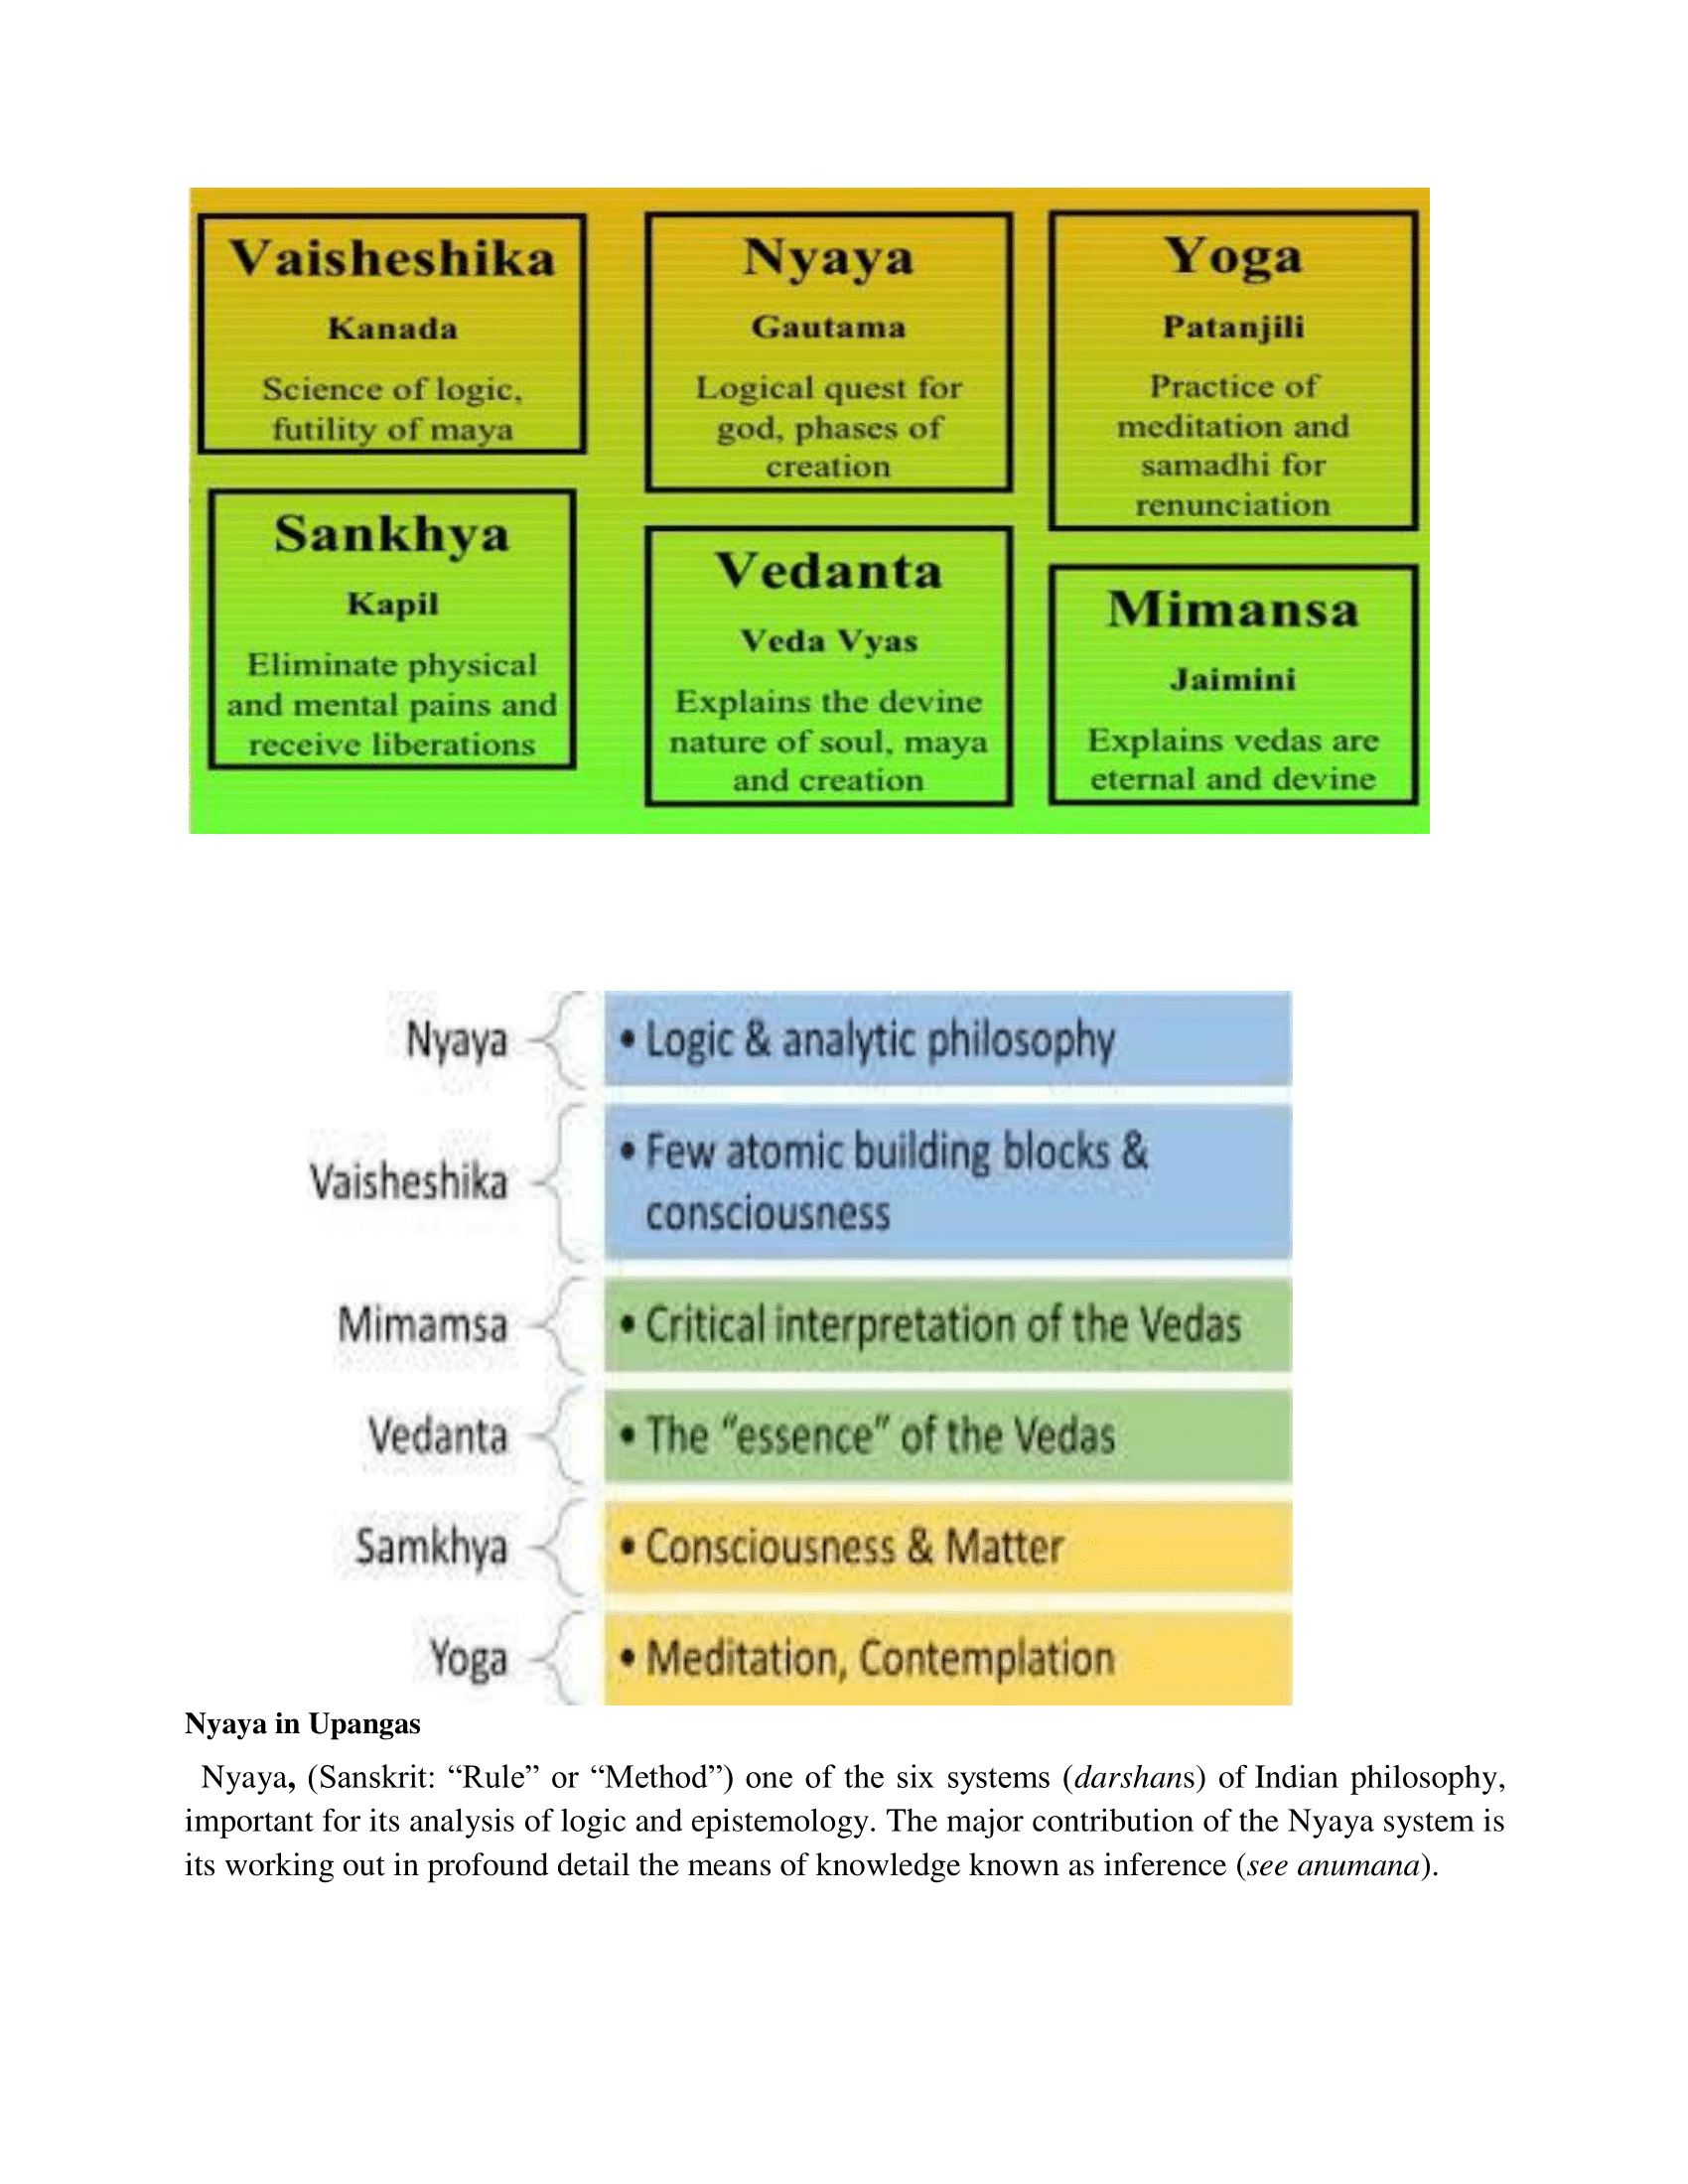 Vaisheshika
Kanada
Science of logic,
futility of maya
Nyaya
Gautama
Logical quest for
god, phases of
creation
Yoga
Patanjili
Practice of
meditation and
samadhi for
renunciation
Sankhya
Kapil
Eliminate physical
and mental pains and
receive liberations
Vedanta
Veda Vyas
Explains the devine
nature of soul, maya
and creation
Mimansa
Jaimini
Explains vedas are
eternal and devine
Nyaya
• Logic & analytic philosophy
Vaisheshika
• Few atomic building blocks &
consciousness
Mimamsa
• Critical interpretation of the Vedas
Vedanta
• The “essence” of the Vedas
Samkhya
• Consciousness & Matter
Yoga
• Meditation, Contemplation
Nyaya in Upangas
Nyaya, (Sanskrit: “Rule” or “Method”) one of the six systems (darshans) of Indian philosophy,
important for its analysis of logic and epistemology. The major contribution of the Nyaya system is
its working out in profound detail the means of knowledge known as inference (see anumana).